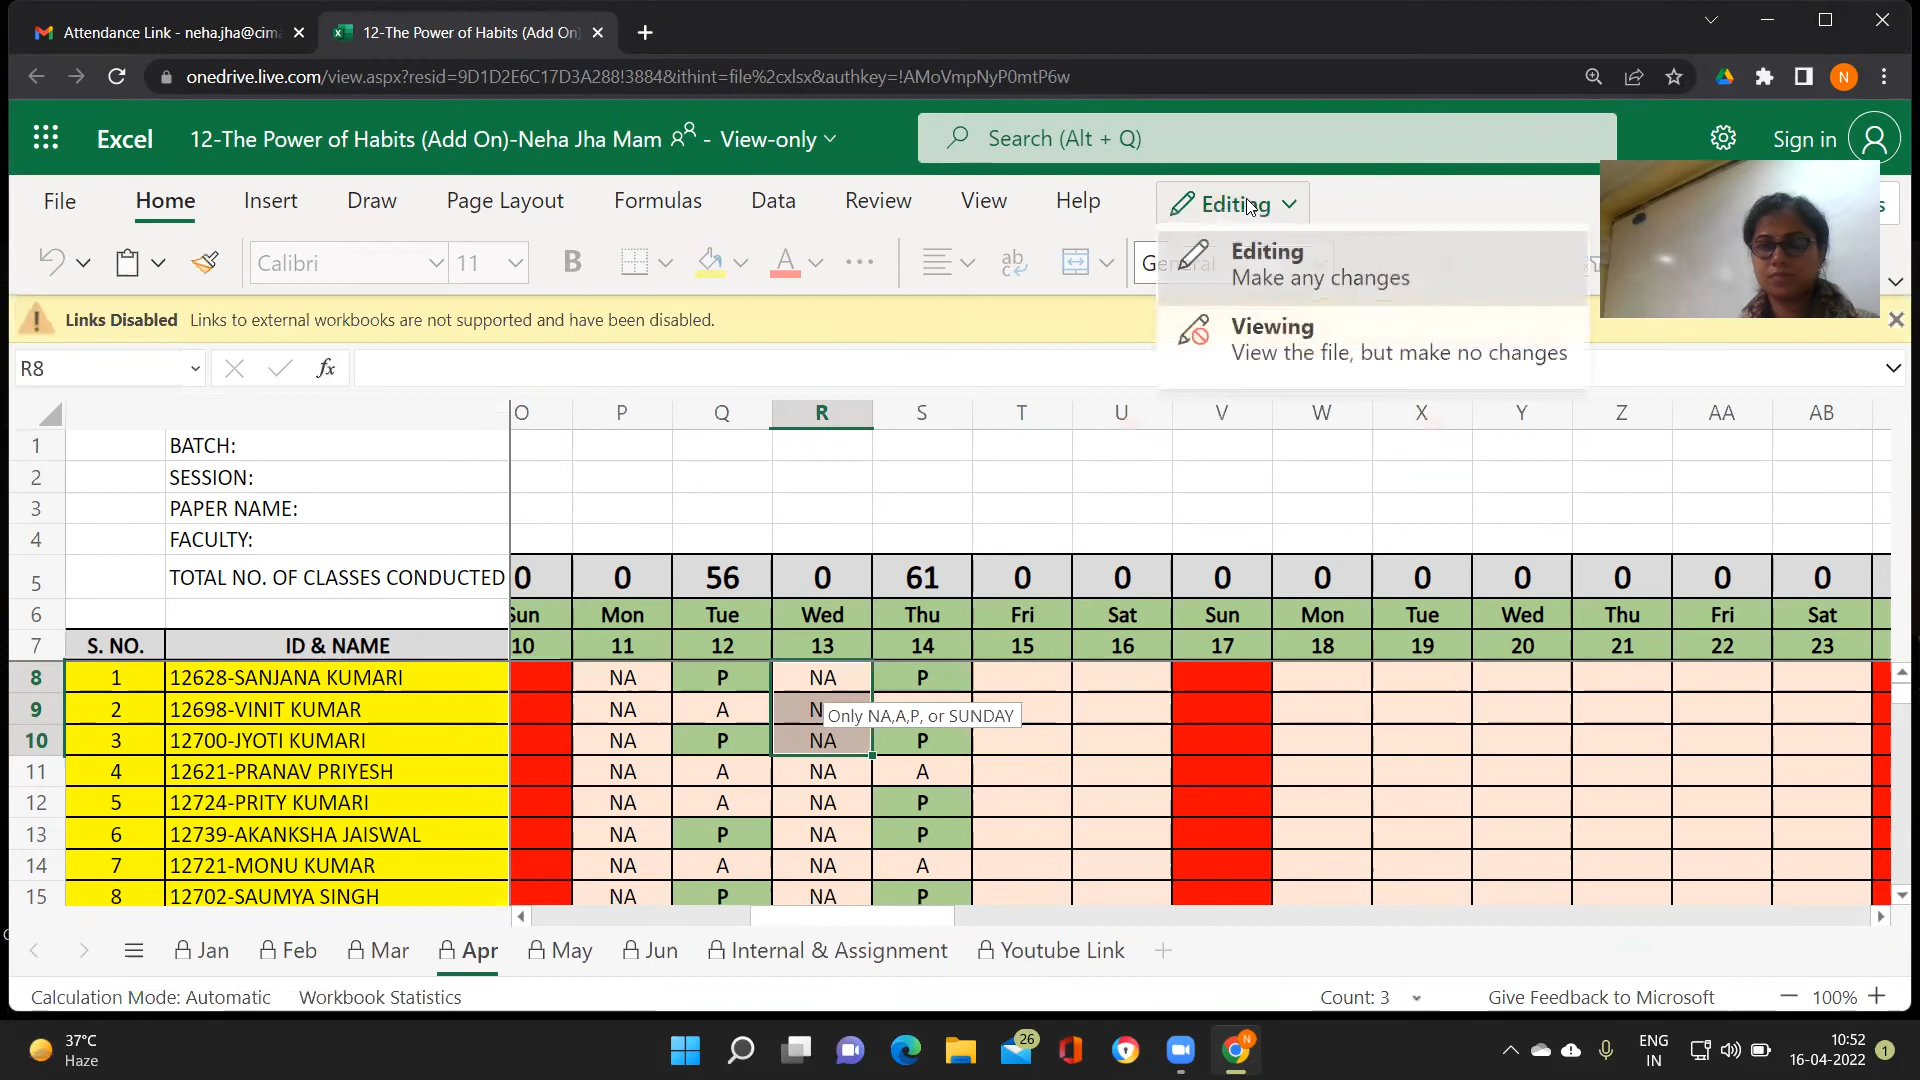 Attendance Link - neha.jha@cima
12-The Power of Habits (Add On)
onedrive.live.com/view.aspx?resid=9D1D2E6C17D3A288!3884&ithint=file%2cxlsx&authkey=!AMoVmpNyP0mtP6w
N
Excel 12-The Power of Habits (Add On)-Neha Jha Mam - View-only Search (Alt + Q) Sign in
File Home Insert Draw Page Layout Formulas Data Review View Help Editing s
Calibri 11 B A ab General
Editing
Make any changes
Viewing
View the file, but make no changes
Links Disabled Links to external workbooks are not supported and have been disabled.
R8 fx
O P Q R S T U V W X Y Z AA AB
1 BATCH:
2 SESSION:
3 PAPER NAME:
4 FACULTY:
5 TOTAL NO. OF CLASSES CONDUCTED 0 0 56 0 61 0 0 0 0 0 0 0 0 0
6 Sun Mon Tue Wed Thu Fri Sat Sun Mon Tue Wed Thu Fri Sat
7 S. NO. ID & NAME 10 11 12 13 14 15 16 17 18 19 20 21 22 23
8 1 12628-SANJANA KUMARI NA P NA P
9 2 12698-VINIT KUMAR NA A N
Only NA,A,P, or SUNDAY
10 3 12700-JYOTI KUMARI NA P NA P
11 4 12621-PRANAV PRIYESH NA A NA A
12 5 12724-PRITY KUMARI NA A NA P
13 6 12739-AKANKSHA JAISWAL NA P NA P
14 7 12721-MONU KUMAR NA A NA A
15 8 12702-SAUMYA SINGH NA P NA P
Jan Feb Mar Apr May Jun Internal & Assignment Youtube Link
Calculation Mode: Automatic Workbook Statistics Count: 3 Give Feedback to Microsoft 100%
37°C
Haze
26
N
ENG
IN
10:52
16-04-2022
1